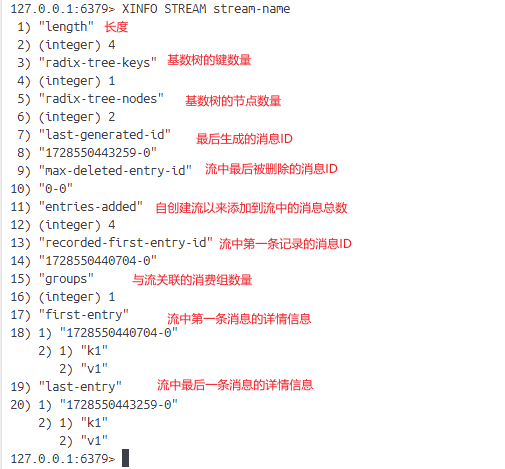 127.0.0.1:6379> XINFO STREAM stream-name
1) "length" 长度
2) (integer) 4
3) "radix-tree-keys" 基数树的键数量
4) (integer) 1
5) "radix-tree-nodes" 基数树的节点数量
6) (integer) 2
7) "last-generated-id" 最后生成的消息ID
8) "1728550443259-0"
9) "max-deleted-entry-id" 流中最后被删除的消息ID
10) "0-0"
11) "entries-added" 自创建流以来添加到流中的消息总数
12) (integer) 4
13) "recorded-first-entry-id" 流中第一条记录的消息ID
14) "1728550440704-0"
15) "groups" 与流关联的消费组数量
16) (integer) 1
17) "first-entry" 流中第一条消息的详情信息
18) 1) "1728550440704-0"
2) 1) "k1"
2) "v1"
19) "last-entry" 流中最后一条消息的详情信息
20) 1) "1728550443259-0"
2) 1) "k1"
2) "v1"
127.0.0.1:6379>